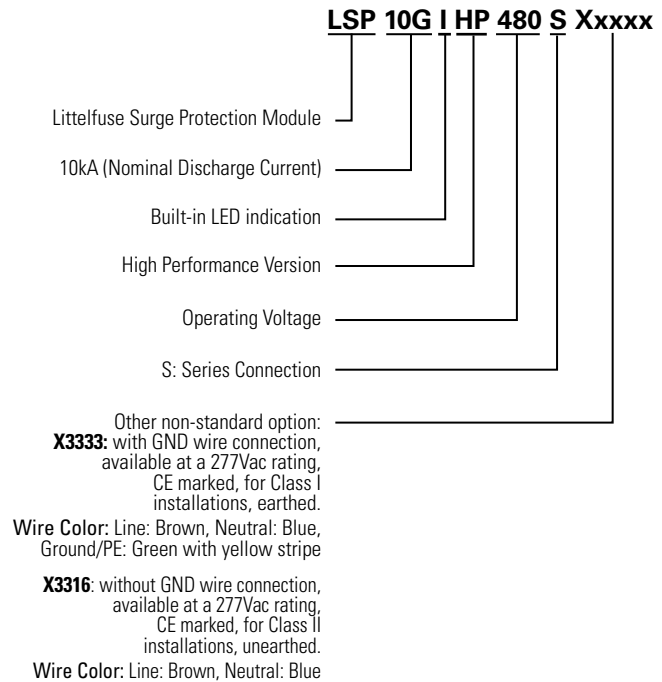 LSP 10G I HP 480 S Xxxxx
Littelfuse Surge Protection Module
10kA (Nominal Discharge Current)
Built-in LED indication
High Performance Version
Operating Voltage
S: Series Connection
Other non-standard option:
X3333: with GND wire connection,
available at a 277Vac rating,
CE marked, for Class I
installations, earthed.
Wire Color: Line: Brown, Neutral: Blue,
Ground/PE: Green with yellow stripe
X3316: without GND wire connection,
available at a 277Vac rating,
CE marked, for Class II
installations, unearthed.
Wire Color: Line: Brown, Neutral: Blue